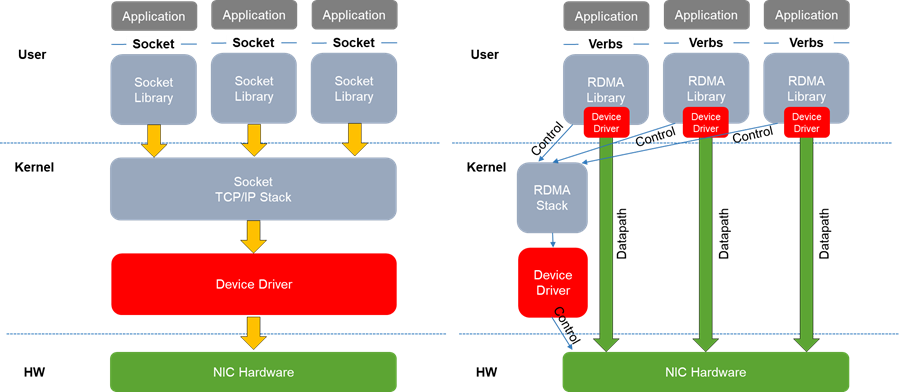 Application
Application
Application
User
Socket
Socket
Socket
Socket
Library
Socket
Library
Socket
Library
Kernel
Socket
TCP/IP Stack
Device Driver
HW
NIC Hardware
Application
Application
Application
User
Verbs
Verbs
Verbs
RDMA
Library
RDMA
Library
RDMA
Library
Device
Driver
Device
Driver
Device
Driver
Control
Control
Control
Kernel
RDMA
Stack
Datapath
Datapath
Datapath
Device
Driver
Control
HW
NIC Hardware